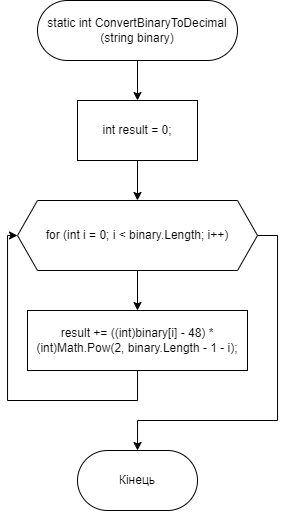 static int ConvertBinaryToDecimal
(string binary)
int result = 0;
for (int i = 0; i < binary.Length; i++)
result += ((int)binary[i] - 48) *
(int)Math.Pow(2, binary.Length - 1 - i);
Кінець